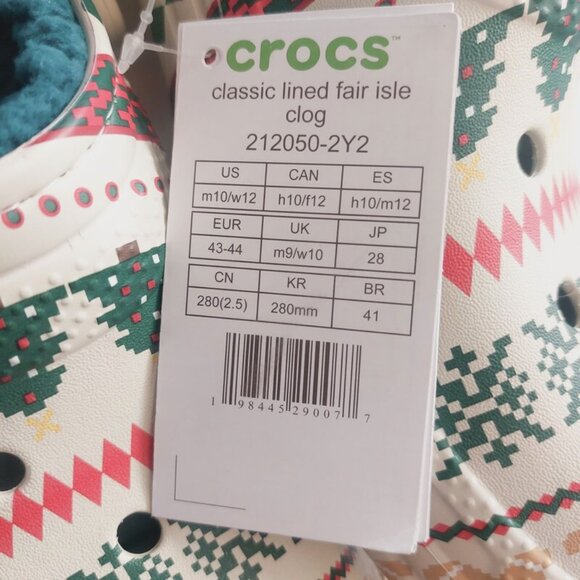 crocs™
classic lined fair isle
clog
212050-2Y2
US CAN ES
m10/w12 h10/f12 h10/m12
EUR UK JP
43-44 m9/w10 28
CN KR BR
280(2.5) 280mm 41
1 98445 29007 7